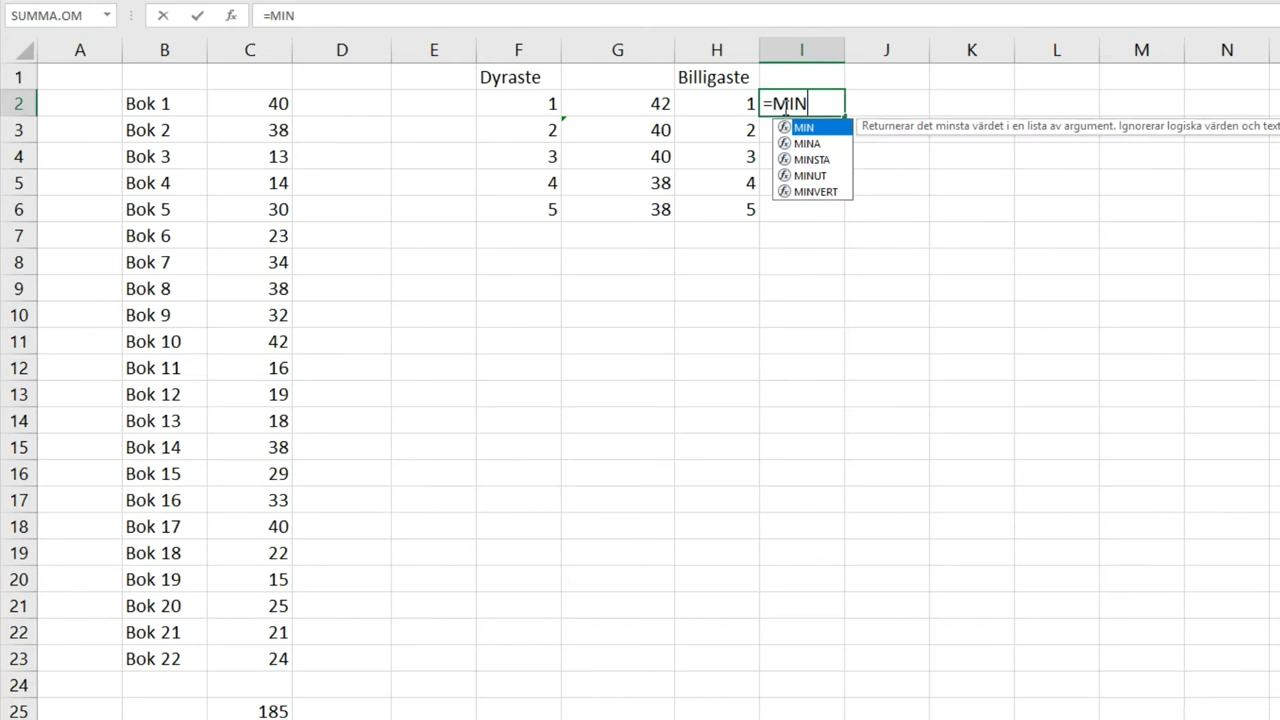 SUMMA.OM =MIN
A B C D E F G H I J K L M N
1 Dyraste Billigaste
2 Bok 1 40 1 42 1 =MIN
MIN Returnerar det minsta värdet i en lista av argument. Ignorerar logiska värden och text
3 Bok 2 38 2 40 2
MINA
4 Bok 3 13 3 40 3 MINSTA
MINUT
5 Bok 4 14 4 38 4
MINVERT
6 Bok 5 30 5 38 5
7 Bok 6 23
8 Bok 7 34
9 Bok 8 38
10 Bok 9 32
11 Bok 10 42
12 Bok 11 16
13 Bok 12 19
14 Bok 13 18
15 Bok 14 38
16 Bok 15 29
17 Bok 16 33
18 Bok 17 40
19 Bok 18 22
20 Bok 19 15
21 Bok 20 25
22 Bok 21 21
23 Bok 22 24
24
25 185